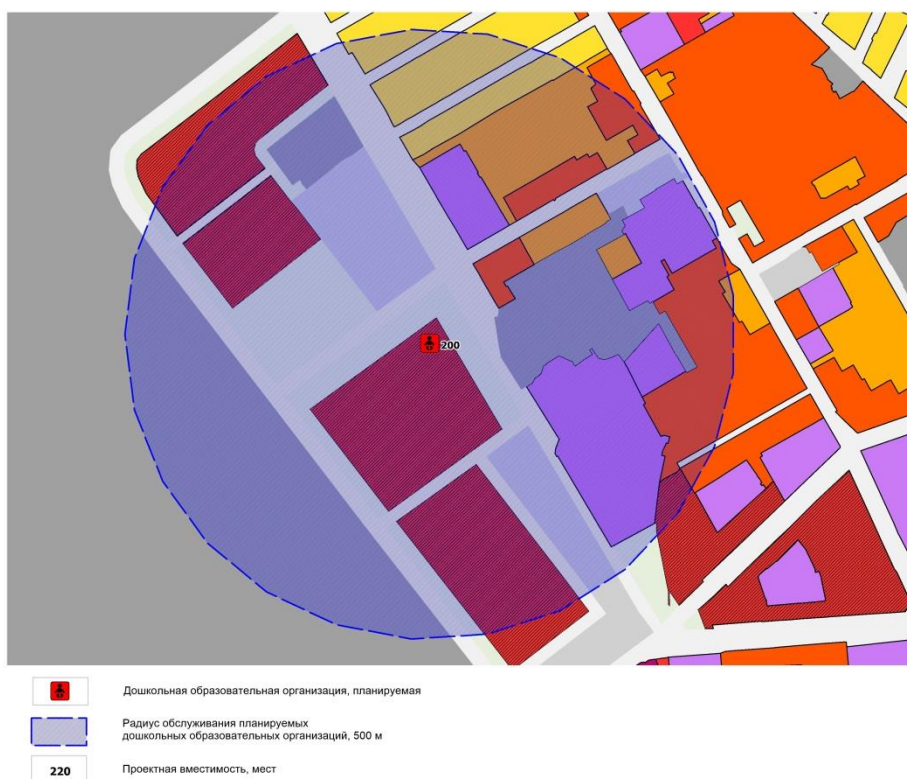 200
Дошкольная образовательная организация, планируемая
Радиус обслуживания планируемых
дошкольных образовательных организаций, 500 м
220
Проектная вместимость, мест